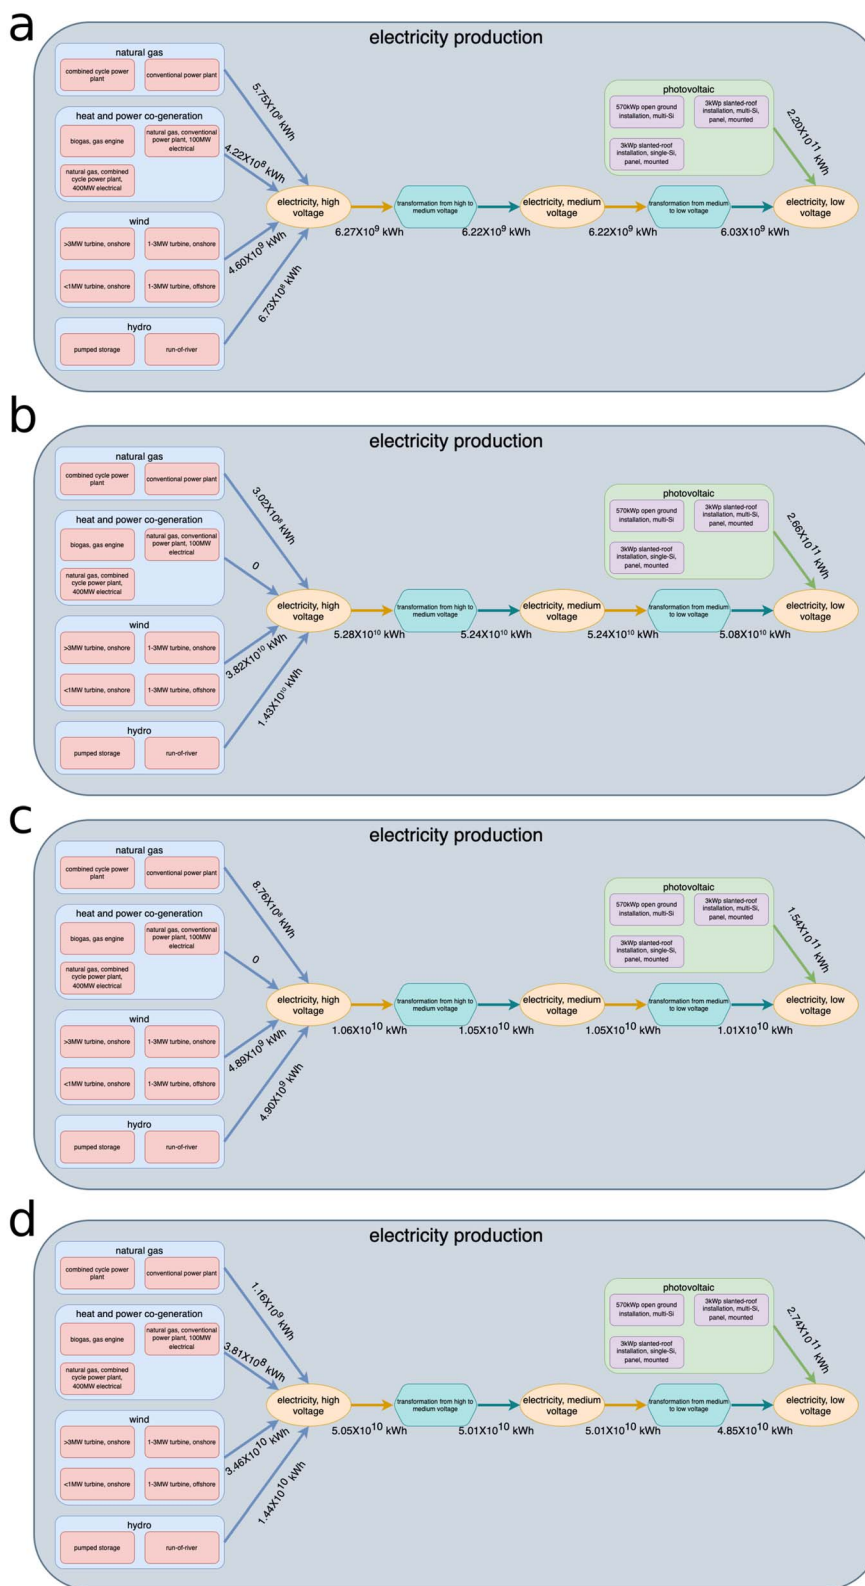 a
electricity production
natural gas
combined cycle power
plant
conventional power plant
5.75X10⁸ kWh
heat and power co-generation
biogas, gas engine
natural gas, conventional
power plant, 100MW
electrical
natural gas, combined
cycle power plant,
400MW electrical
4.22X10⁸ kWh
wind
>3MW turbine, onshore
1-3MW turbine, onshore
<1MW turbine, onshore
1-3MW turbine, offshore
4.60X10⁹ kWh
hydro
pumped storage
run-of-river
6.73X10⁸ kWh
electricity, high
voltage
6.27X10⁹ kWh
transformation from high to
medium voltage
6.22X10⁹ kWh
electricity, medium
voltage
6.22X10⁹ kWh
transformation from medium
to low voltage
6.03X10⁹ kWh
photovoltaic
570kWp open ground
installation, multi-Si
3kWp slanted-roof
installation, multi-Si,
panel, mounted
3kWp slanted-roof
installation, single-Si,
panel, mounted
2.20X10¹¹ kWh
electricity, low
voltage
b
electricity production
natural gas
combined cycle power
plant
conventional power plant
3.02X10⁸ kWh
heat and power co-generation
biogas, gas engine
natural gas, conventional
power plant, 100MW
electrical
natural gas, combined
cycle power plant,
400MW electrical
0
wind
>3MW turbine, onshore
1-3MW turbine, onshore
<1MW turbine, onshore
1-3MW turbine, offshore
3.82X10¹⁰ kWh
hydro
pumped storage
run-of-river
1.43X10¹⁰ kWh
electricity, high
voltage
5.28X10¹⁰ kWh
transformation from high to
medium voltage
5.24X10¹⁰ kWh
electricity, medium
voltage
5.24X10¹⁰ kWh
transformation from medium
to low voltage
5.08X10¹⁰ kWh
photovoltaic
570kWp open ground
installation, multi-Si
3kWp slanted-roof
installation, multi-Si,
panel, mounted
3kWp slanted-roof
installation, single-Si,
panel, mounted
2.66X10¹¹ kWh
electricity, low
voltage
c
electricity production
natural gas
combined cycle power
plant
conventional power plant
8.76X10⁸ kWh
heat and power co-generation
biogas, gas engine
natural gas, conventional
power plant, 100MW
electrical
natural gas, combined
cycle power plant,
400MW electrical
0
wind
>3MW turbine, onshore
1-3MW turbine, onshore
<1MW turbine, onshore
1-3MW turbine, offshore
4.89X10⁹ kWh
hydro
pumped storage
run-of-river
4.90X10⁹ kWh
electricity, high
voltage
1.06X10¹⁰ kWh
transformation from high to
medium voltage
1.05X10¹⁰ kWh
electricity, medium
voltage
1.05X10¹⁰ kWh
transformation from medium
to low voltage
1.01X10¹⁰ kWh
photovoltaic
570kWp open ground
installation, multi-Si
3kWp slanted-roof
installation, multi-Si,
panel, mounted
3kWp slanted-roof
installation, single-Si,
panel, mounted
1.54X10¹¹ kWh
electricity, low
voltage
d
electricity production
natural gas
combined cycle power
plant
conventional power plant
1.16X10⁹ kWh
heat and power co-generation
biogas, gas engine
natural gas, conventional
power plant, 100MW
electrical
natural gas, combined
cycle power plant,
400MW electrical
3.81X10⁸ kWh
wind
>3MW turbine, onshore
1-3MW turbine, onshore
<1MW turbine, onshore
1-3MW turbine, offshore
3.46X10¹⁰ kWh
hydro
pumped storage
run-of-river
1.44X10¹⁰ kWh
electricity, high
voltage
5.05X10¹⁰ kWh
transformation from high to
medium voltage
5.01X10¹⁰ kWh
electricity, medium
voltage
5.01X10¹⁰ kWh
transformation from medium
to low voltage
4.85X10¹⁰ kWh
photovoltaic
570kWp open ground
installation, multi-Si
3kWp slanted-roof
installation, multi-Si,
panel, mounted
3kWp slanted-roof
installation, single-Si,
panel, mounted
2.74X10¹¹ kWh
electricity, low
voltage